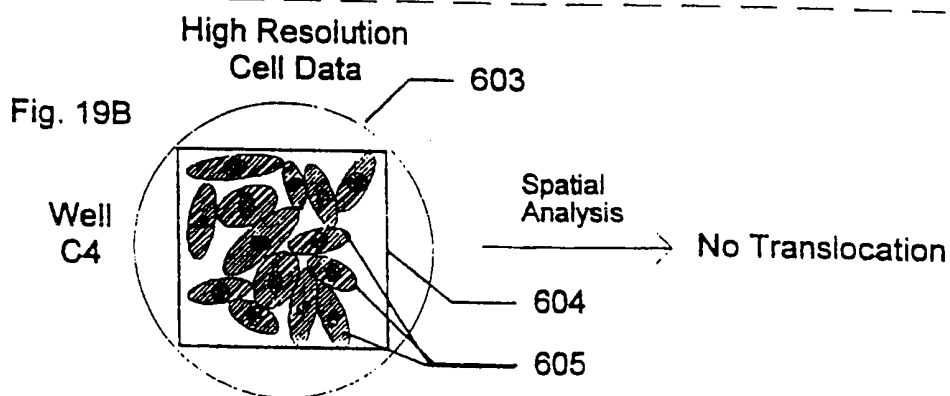 High Resolution
Cell Data
603
Fig. 19B
Well
C4
Spatial
Analysis
No Translocation
604
605